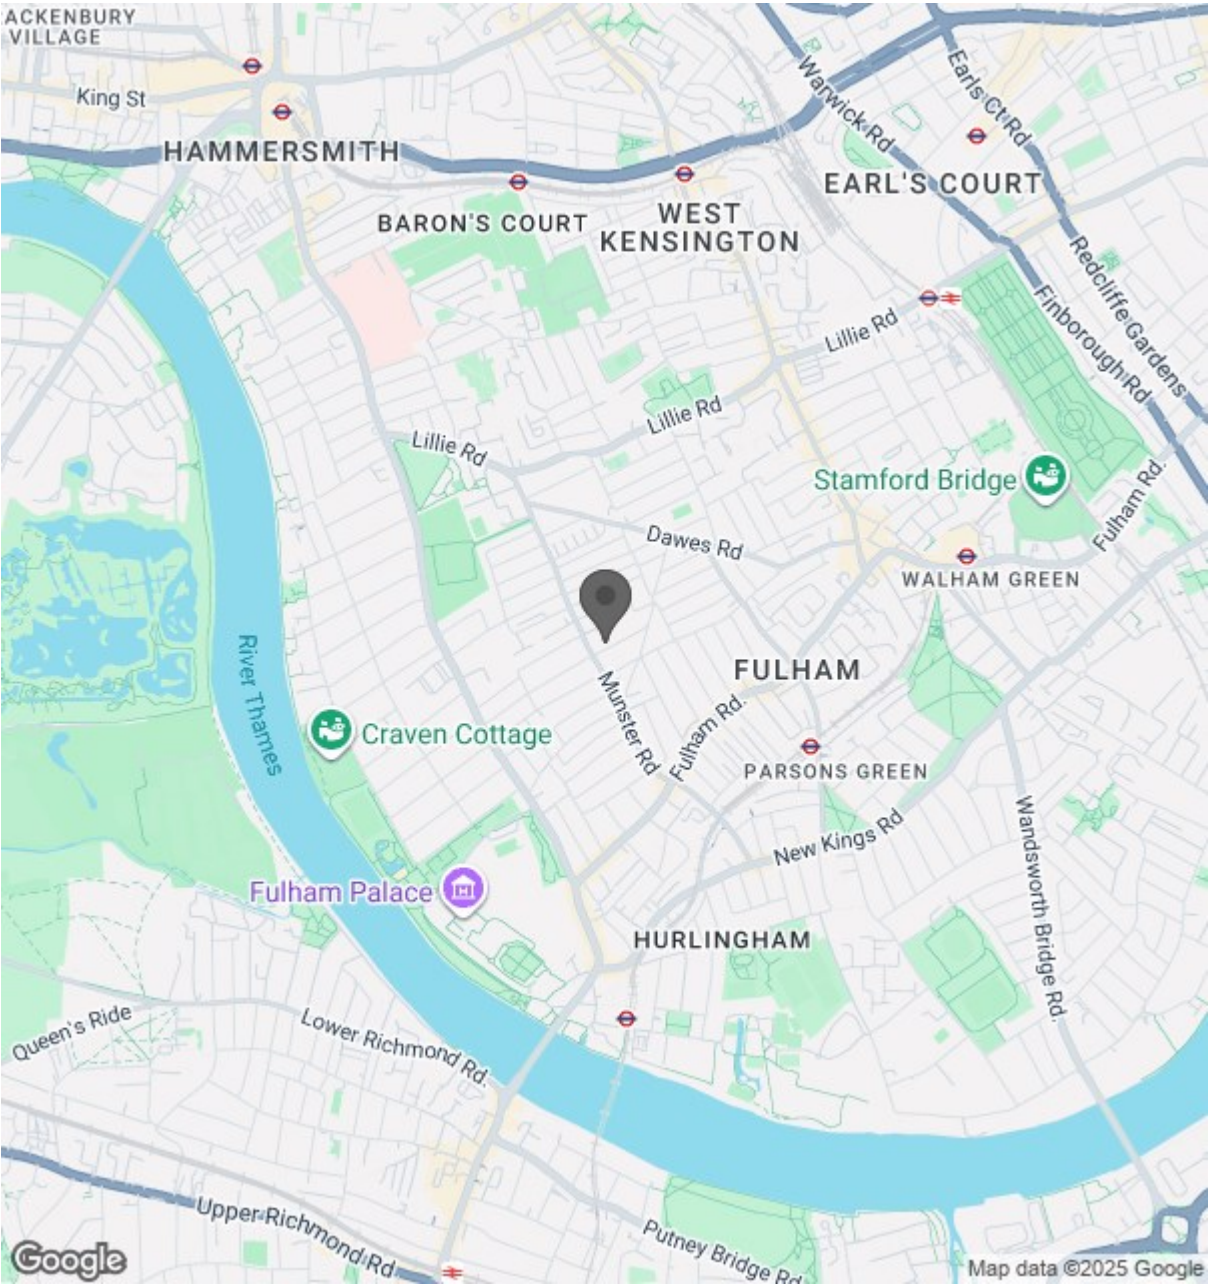 ACKENBURY
VILLAGE
King St
HAMMERSMITH
BARON'S COURT
WEST
KENSINGTON
Warwick Rd
Earls Ct Rd
EARL'S COURT
Redcliffe Gardens
Finborough Rd
Lillie Rd
Lillie Rd
Lillie Rd
Stamford Bridge
Fulham Rd.
Dawes Rd
WALHAM GREEN
River Thames
FULHAM
Munster Rd
Fulham Rd.
Craven Cottage
PARSONS GREEN
New Kings Rd
Wandsworth Bridge Rd.
Fulham Palace
HURLINGHAM
Queen's Ride
Lower Richmond Rd.
Upper Richmond Rd
Putney Bridge Rd
Google
Map data ©2025 Google